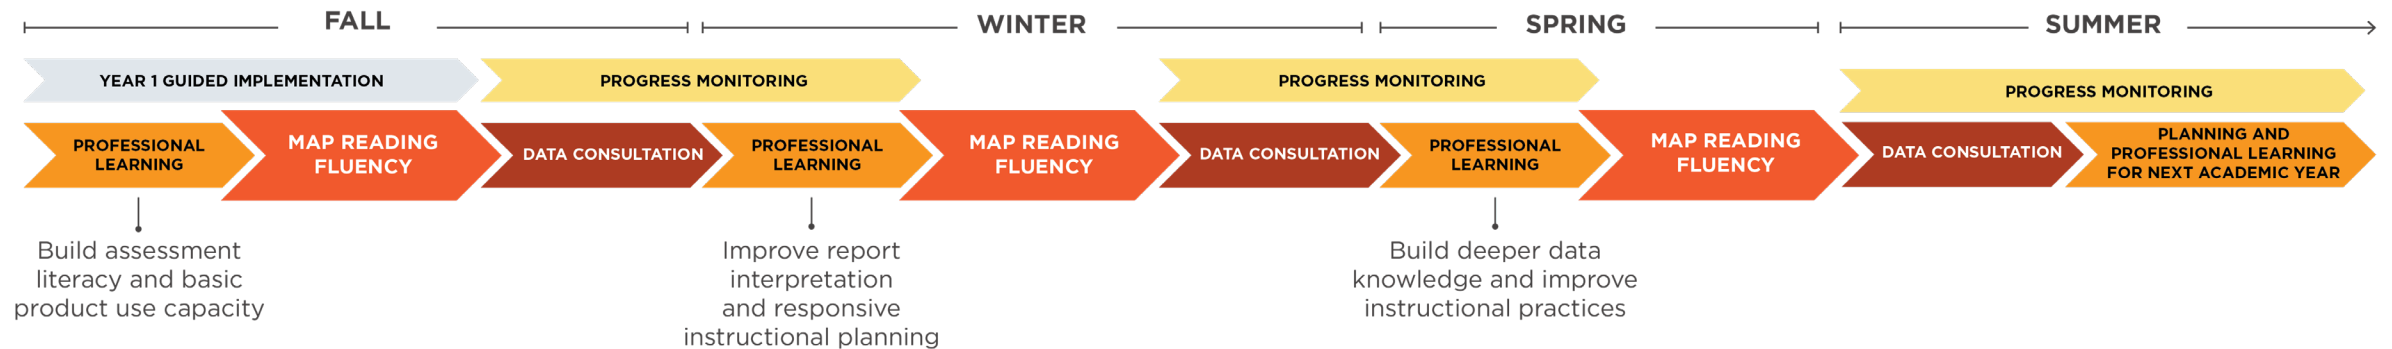 FALL
WINTER
SPRING
SUMMER
YEAR 1 GUIDED IMPLEMENTATION
PROGRESS MONITORING
PROGRESS MONITORING
PROGRESS MONITORING
PROFESSIONAL
LEARNING
MAP READING
FLUENCY
DATA CONSULTATION
PROFESSIONAL
LEARNING
MAP READING
FLUENCY
DATA CONSULTATION
PROFESSIONAL
LEARNING
MAP READING
FLUENCY
DATA CONSULTATION
PLANNING AND
PROFESSIONAL LEARNING
FOR NEXT ACADEMIC YEAR
Build assessment
literacy and basic
product use capacity
Improve report
interpretation
and responsive
instructional planning
Build deeper data
knowledge and improve
instructional practices